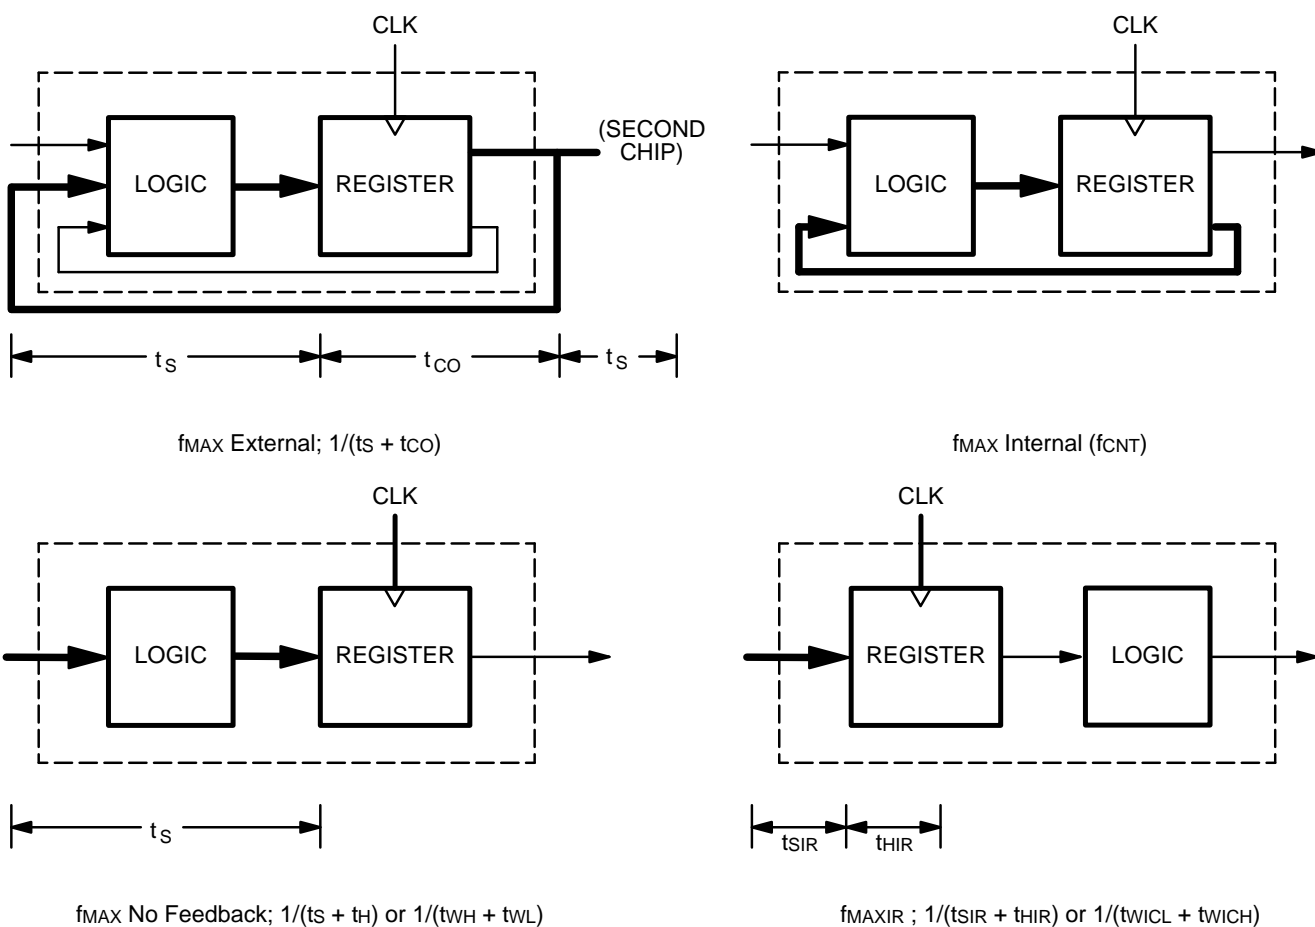 CLK
LOGIC
REGISTER
(SECOND
CHIP)
tS
tCO
tS
fMAX External; 1/(tS + tCO)
CLK
LOGIC
REGISTER
fMAX Internal (fCNT)
CLK
LOGIC
REGISTER
tS
fMAX No Feedback; 1/(tS + tH) or 1/(tWH + tWL)
CLK
REGISTER
LOGIC
tSIR
tHIR
fMAXIR ; 1/(tSIR + tHIR) or 1/(tWICL + tWICH)